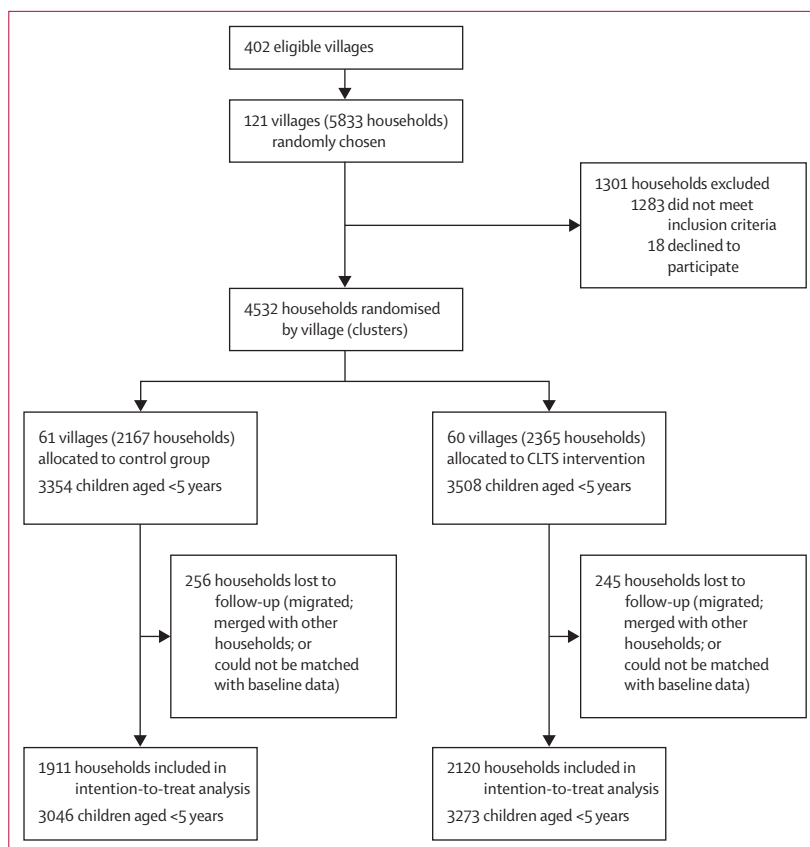 402 eligible villages
121 villages (5833 households)
randomly chosen
1301 households excluded
1283 did not meet
inclusion criteria
18 declined to
participate
4532 households randomised
by village (clusters)
61 villages (2167 households)
allocated to control group
3354 children aged <5 years
60 villages (2365 households)
allocated to CLTS intervention
3508 children aged <5 years
256 households lost to
follow-up (migrated;
merged with other
households; or
could not be matched
with baseline data)
245 households lost to
follow-up (migrated;
merged with other
households; or
could not be matched
with baseline data)
1911 households included in
intention-to-treat analysis
3046 children aged <5 years
2120 households included in
intention-to-treat analysis
3273 children aged <5 years